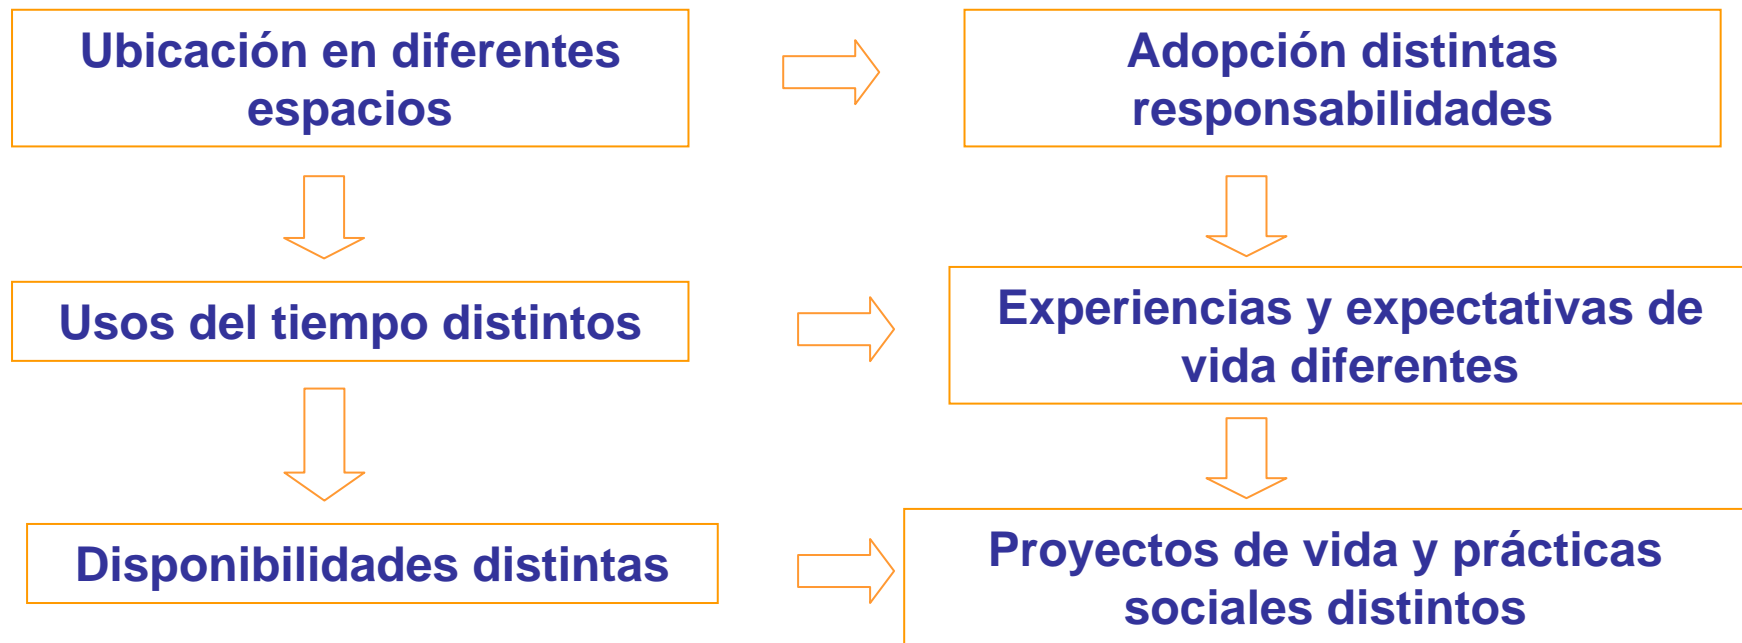 Ubicación en diferentes
espacios
Adopción distintas
responsabilidades
Usos del tiempo distintos
Experiencias y expectativas de
vida diferentes
Disponibilidades distintas
Proyectos de vida y prácticas
sociales distintos